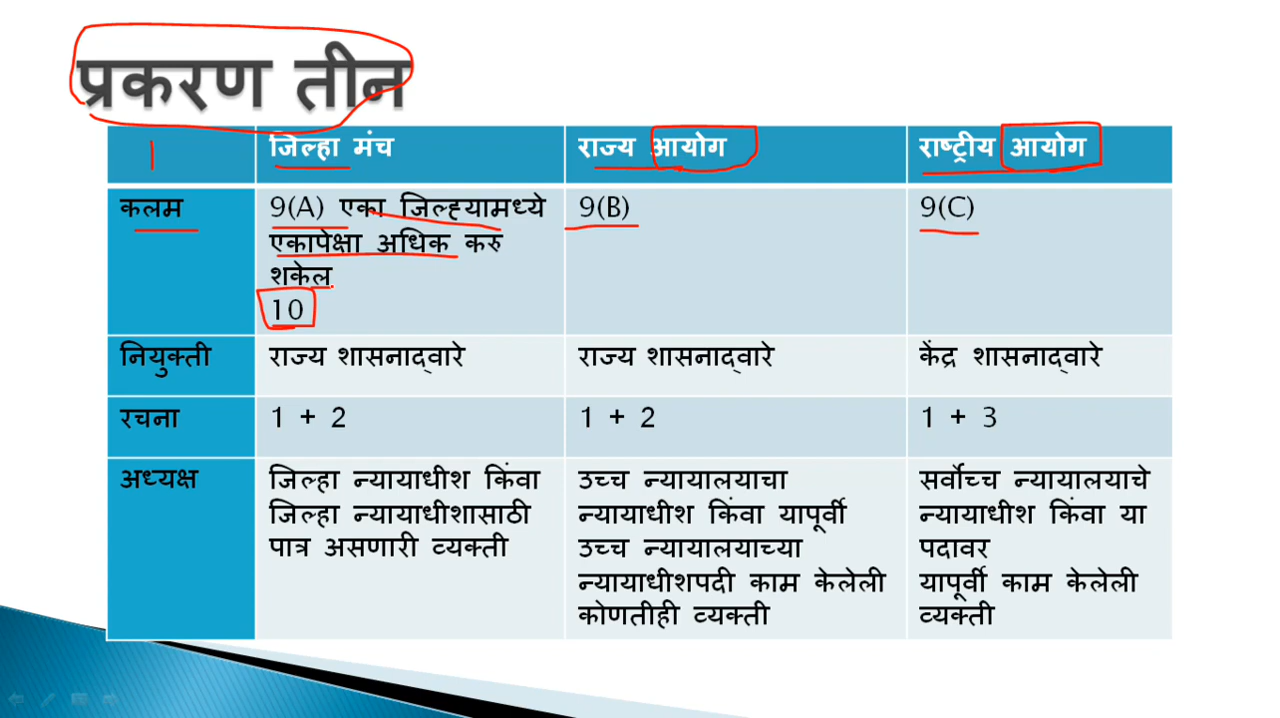 प्रकरण तीन
जिल्हा मंच
राज्य आयोग
राष्ट्रीय आयोग
कलम
9(A) एका जिल्ह्यामध्ये
एकापेक्षा अधिक करु
शकेल
10
9(B)
9(C)
नियुक्ती
राज्य शासनाद्वारे
राज्य शासनाद्वारे
केंद्र शासनाद्वारे
रचना
1 + 2
1 + 2
1 + 3
अध्यक्ष
जिल्हा न्यायाधीश किंवा
जिल्हा न्यायाधीशासाठी
पात्र असणारी व्यक्ती
उच्च न्यायालयाचा
न्यायाधीश किंवा यापूर्वी
उच्च न्यायालयाच्या
न्यायाधीशपदी काम केलेली
कोणतीही व्यक्ती
सर्वोच्च न्यायालयाचे
न्यायाधीश किंवा या
पदावर
यापूर्वी काम केलेली
व्यक्ती